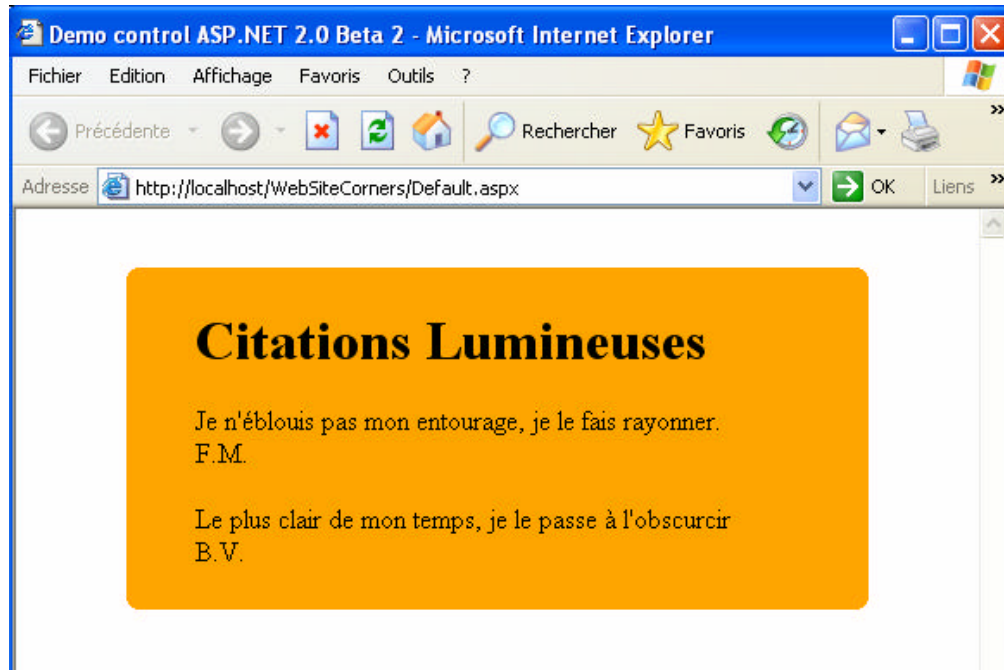 Demo control ASP.NET 2.0 Beta 2 - Microsoft Internet Explorer
Fichier Edition Affichage Favoris Outils ?
Précédente Rechercher Favoris »
Adresse http://localhost/WebSiteCorners/Default.aspx OK Liens »
Citations Lumineuses
Je n'éblouis pas mon entourage, je le fais rayonner.
F.M.
Le plus clair de mon temps, je le passe à l'obscurcir
B.V.